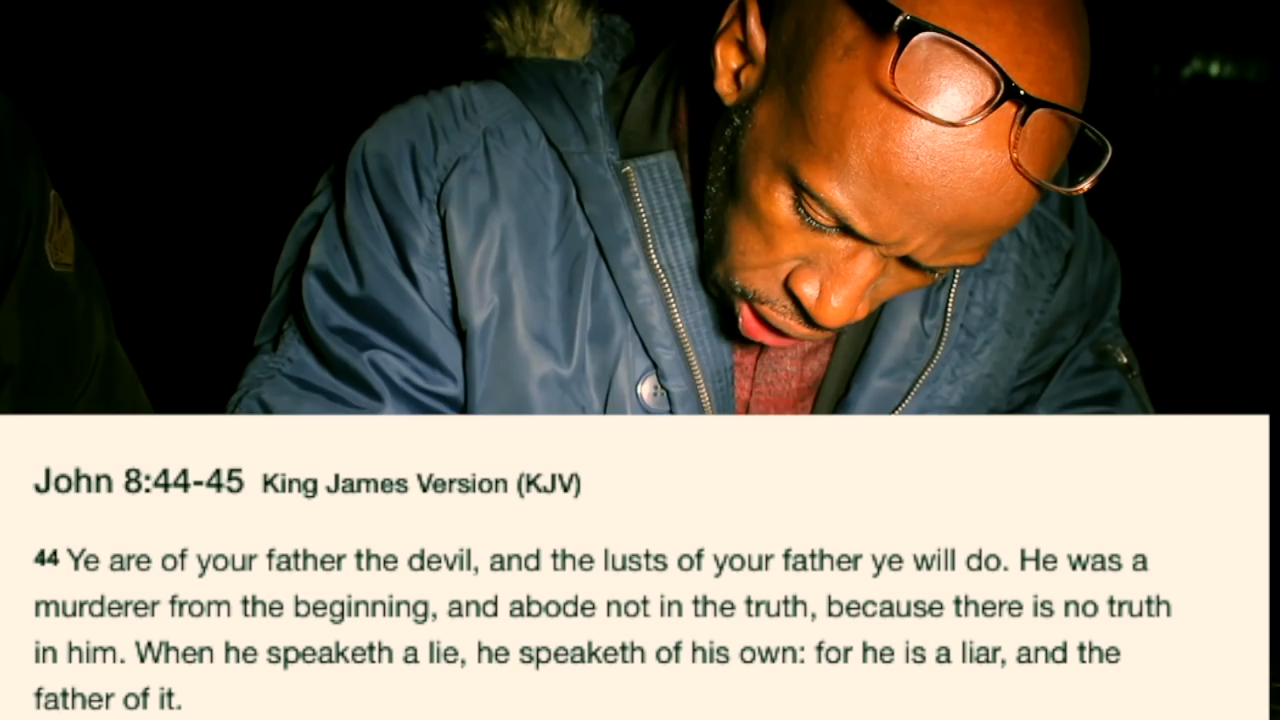 John 8:44-45 King James Version (KJV)
44 Ye are of your father the devil, and the lusts of your father ye will do. He was a
murderer from the beginning, and abode not in the truth, because there is no truth
in him. When he speaketh a lie, he speaketh of his own: for he is a liar, and the
father of it.